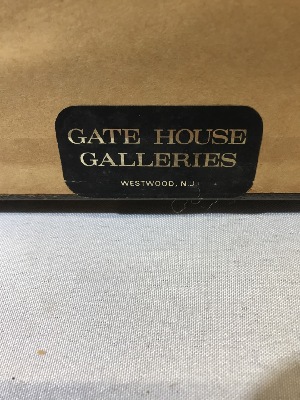 GATE HOUSE
GALLERIES
WESTWOOD, N.J.